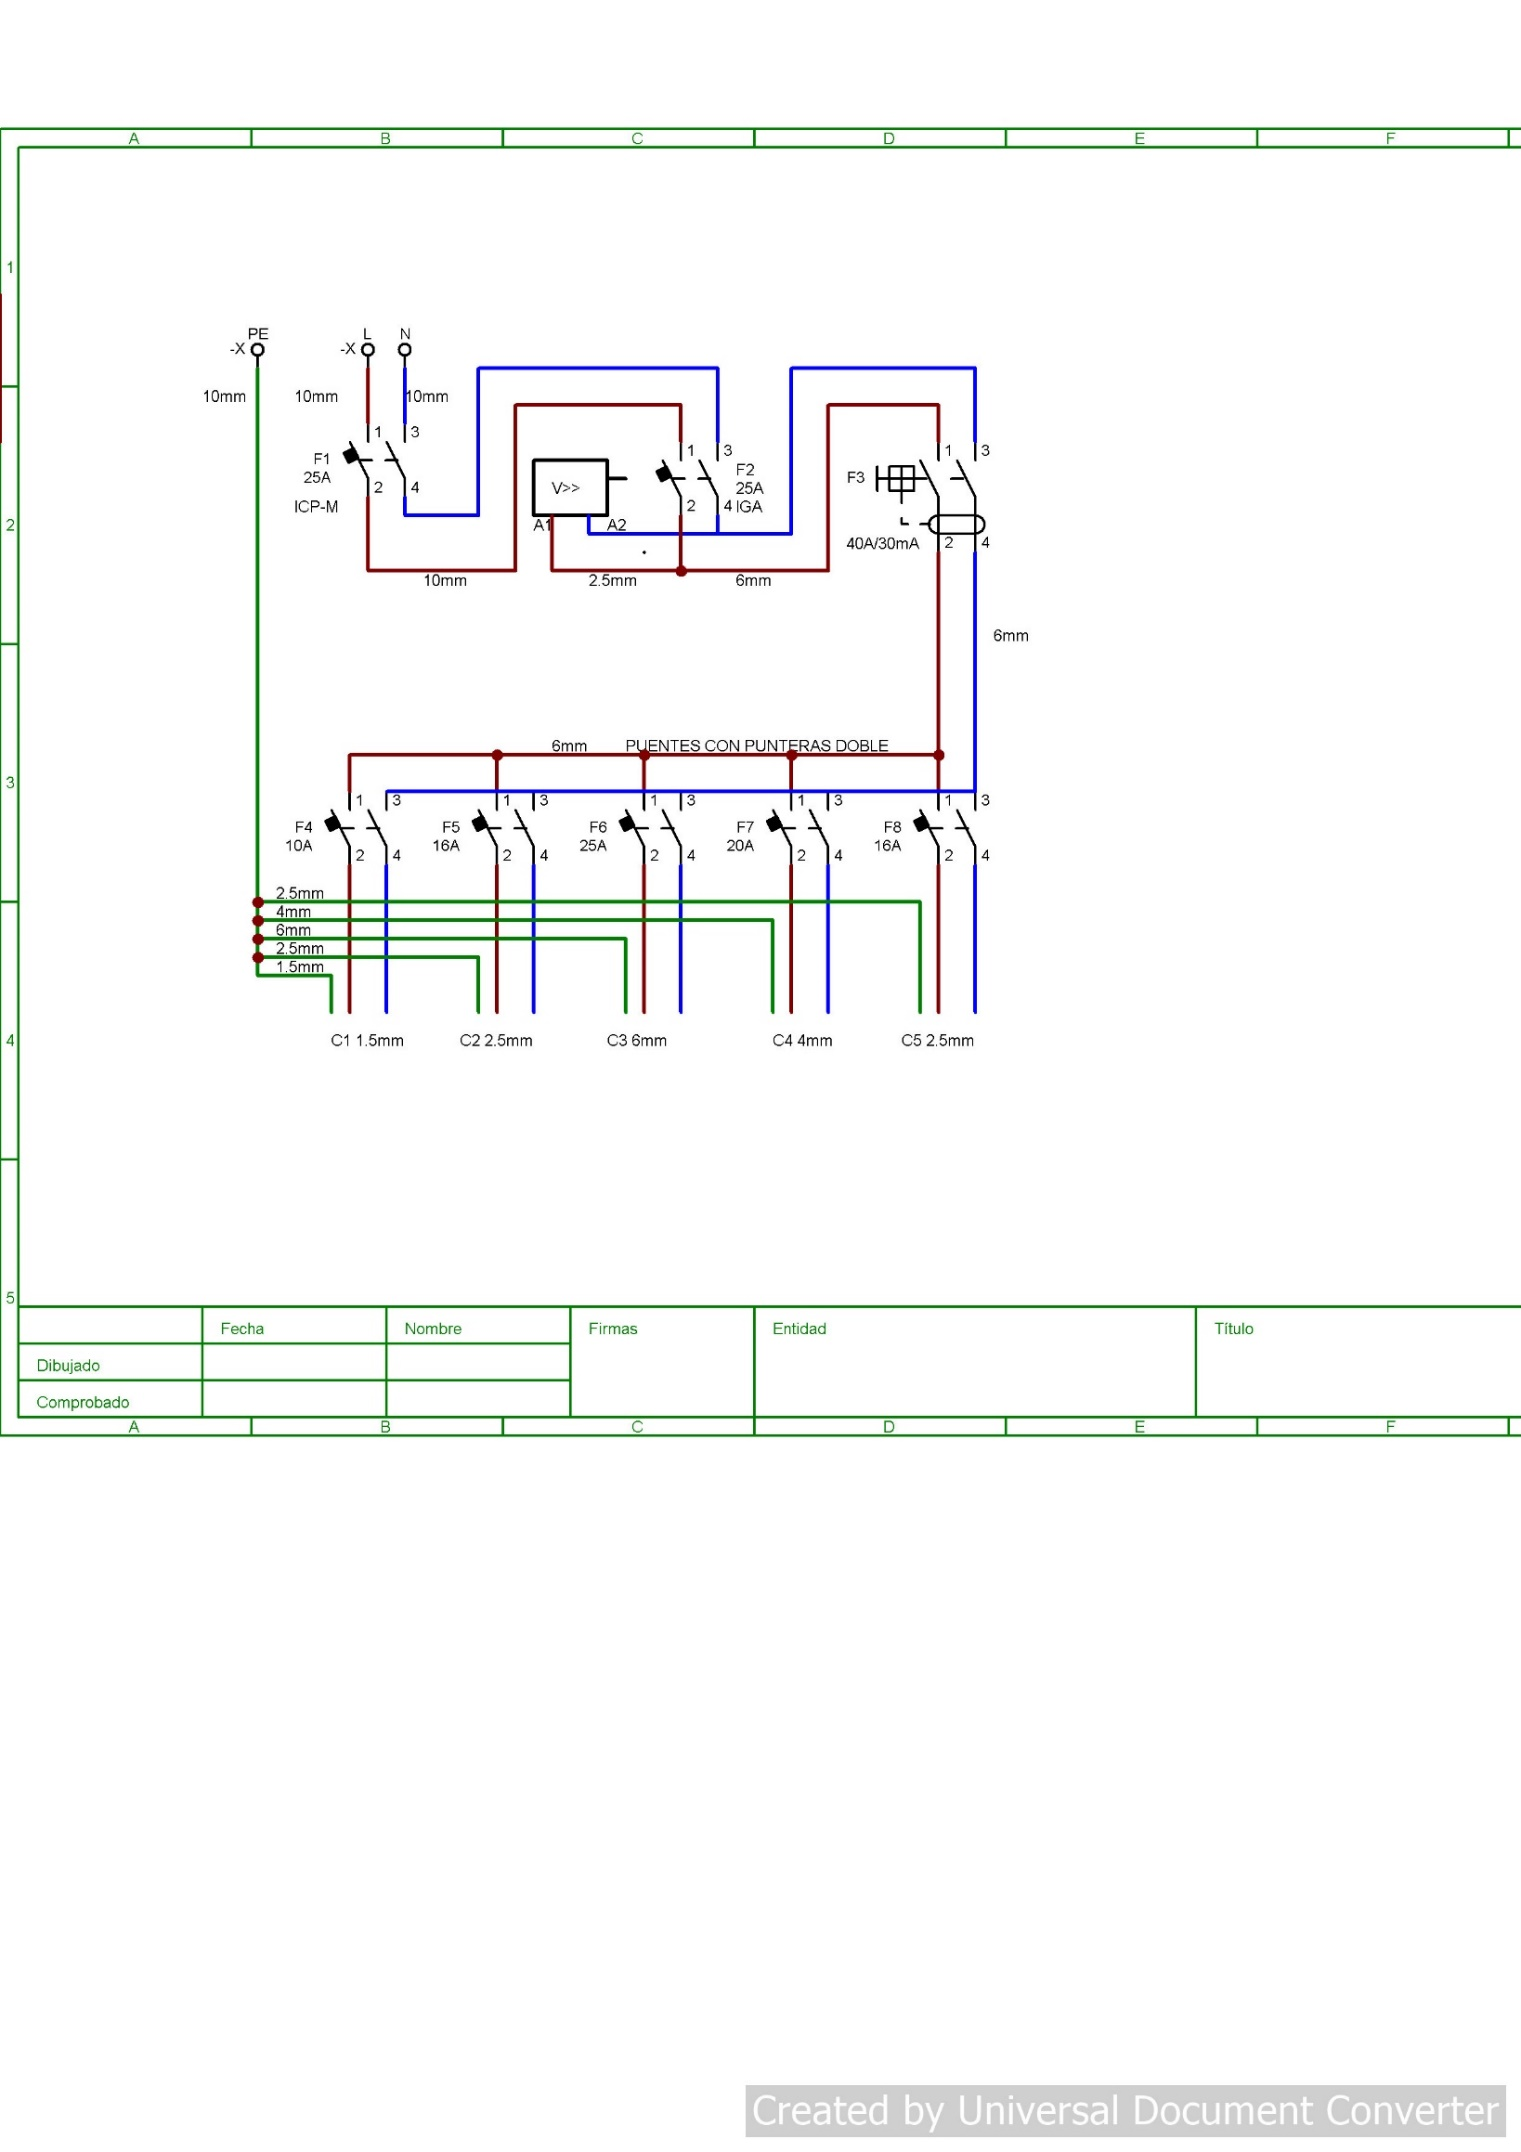 A B C D E F
1
PE L N
-X -X
10mm 10mm 10mm
1 3
F1
25A
2 4
ICP-M
V>>
A1 A2
1 3
F2
25A
2 4 IGA
1 3
F3
40A/30mA 2 4
2
10mm 2.5mm 6mm
6mm
6mm PUENTES CON PUNTERAS DOBLE
3
1 3 1 3 1 3 1 3 1 3
F4 F5 F6 F7 F8
10A 16A 25A 20A 16A
2 4 2 4 2 4 2 4 2 4
2.5mm
4mm
6mm
2.5mm
1.5mm
4
C1 1.5mm C2 2.5mm C3 6mm C4 4mm C5 2.5mm
5
Fecha Nombre Firmas Entidad Título
Dibujado
Comprobado
A B C D E F
Created by Universal Document Converter